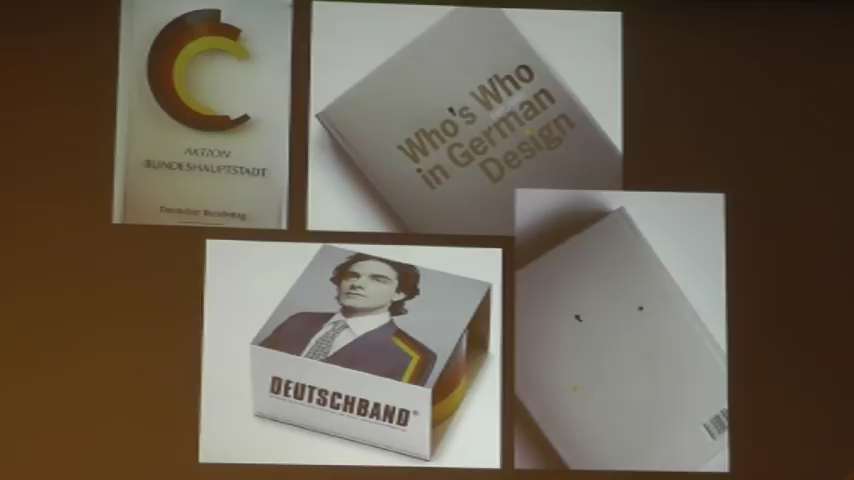 AKTION
BUNDESHAUPTSTADT
Deutscher Bundestag
Who's Who
in German
Design
DEUTSCHBAND